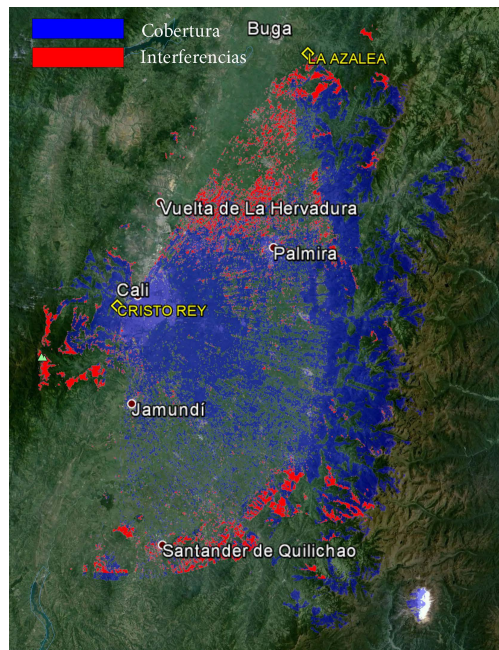 Cobertura
Interferencias
Buga
LA AZALEA
Vuelta de La Hervadura
Palmira
Cali
CRISTO REY
Jamundí
Santander de Quilichao